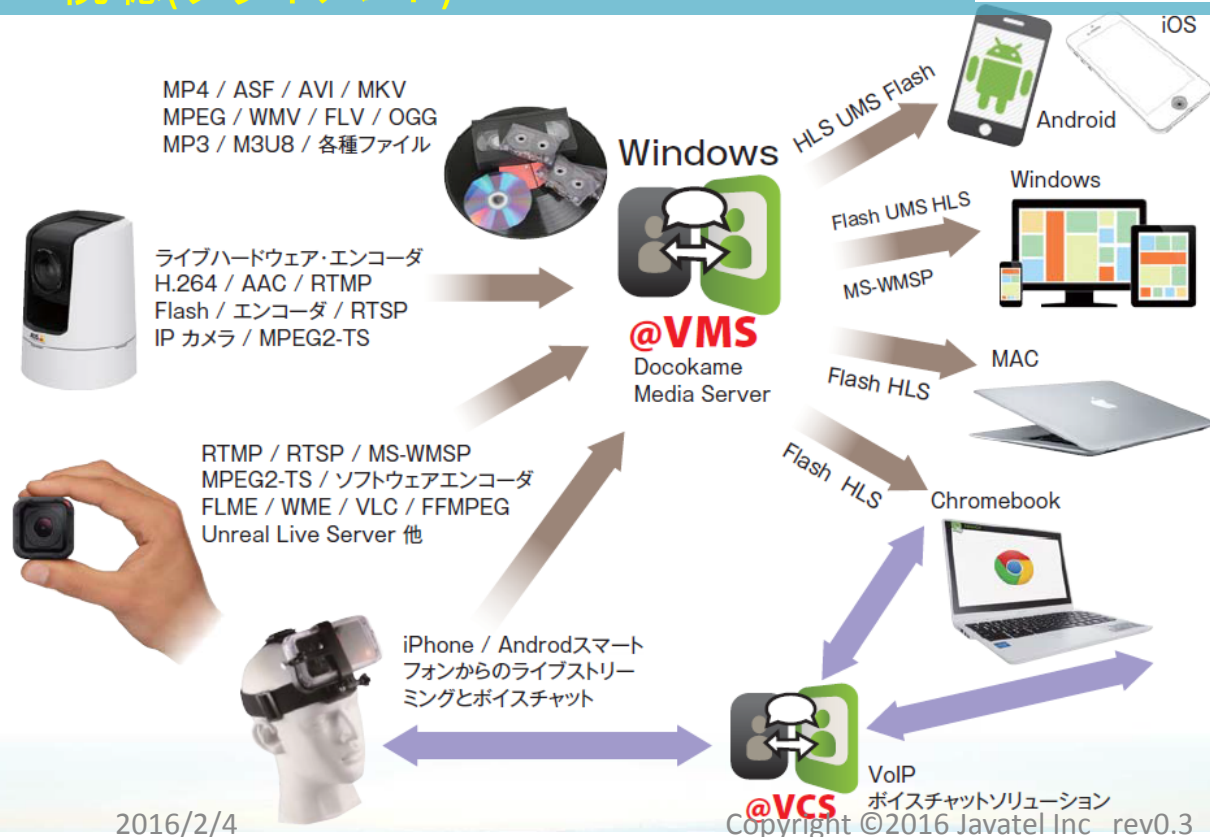 MP4 / ASF / AVI / MKV
MPEG / WMV / FLV / OGG
MP3 / M3U8 / 各種ファイル
ライブハードウェア・エンコーダ
H.264 / AAC / RTMP
Flash / エンコーダ / RTSP
IP カメラ / MPEG2-TS
RTMP / RTSP / MS-WMSP
MPEG2-TS / ソフトウェアエンコーダ
FLME / WME / VLC / FFMPEG
Unreal Live Server 他
iPhone / Androdスマート
フォンからのライブストリー
ミングとボイスチャット
Windows
@VMS
Docokame
Media Server
HLS UMS Flash
iOS
Android
Windows
Flash UMS HLS
MS-WMSP
MAC
Flash HLS
Flash HLS
Chromebook
@VCS
VoIP
ボイスチャットソリューション
2016/2/4
Copyright ©2016 Javatel Inc rev0.3